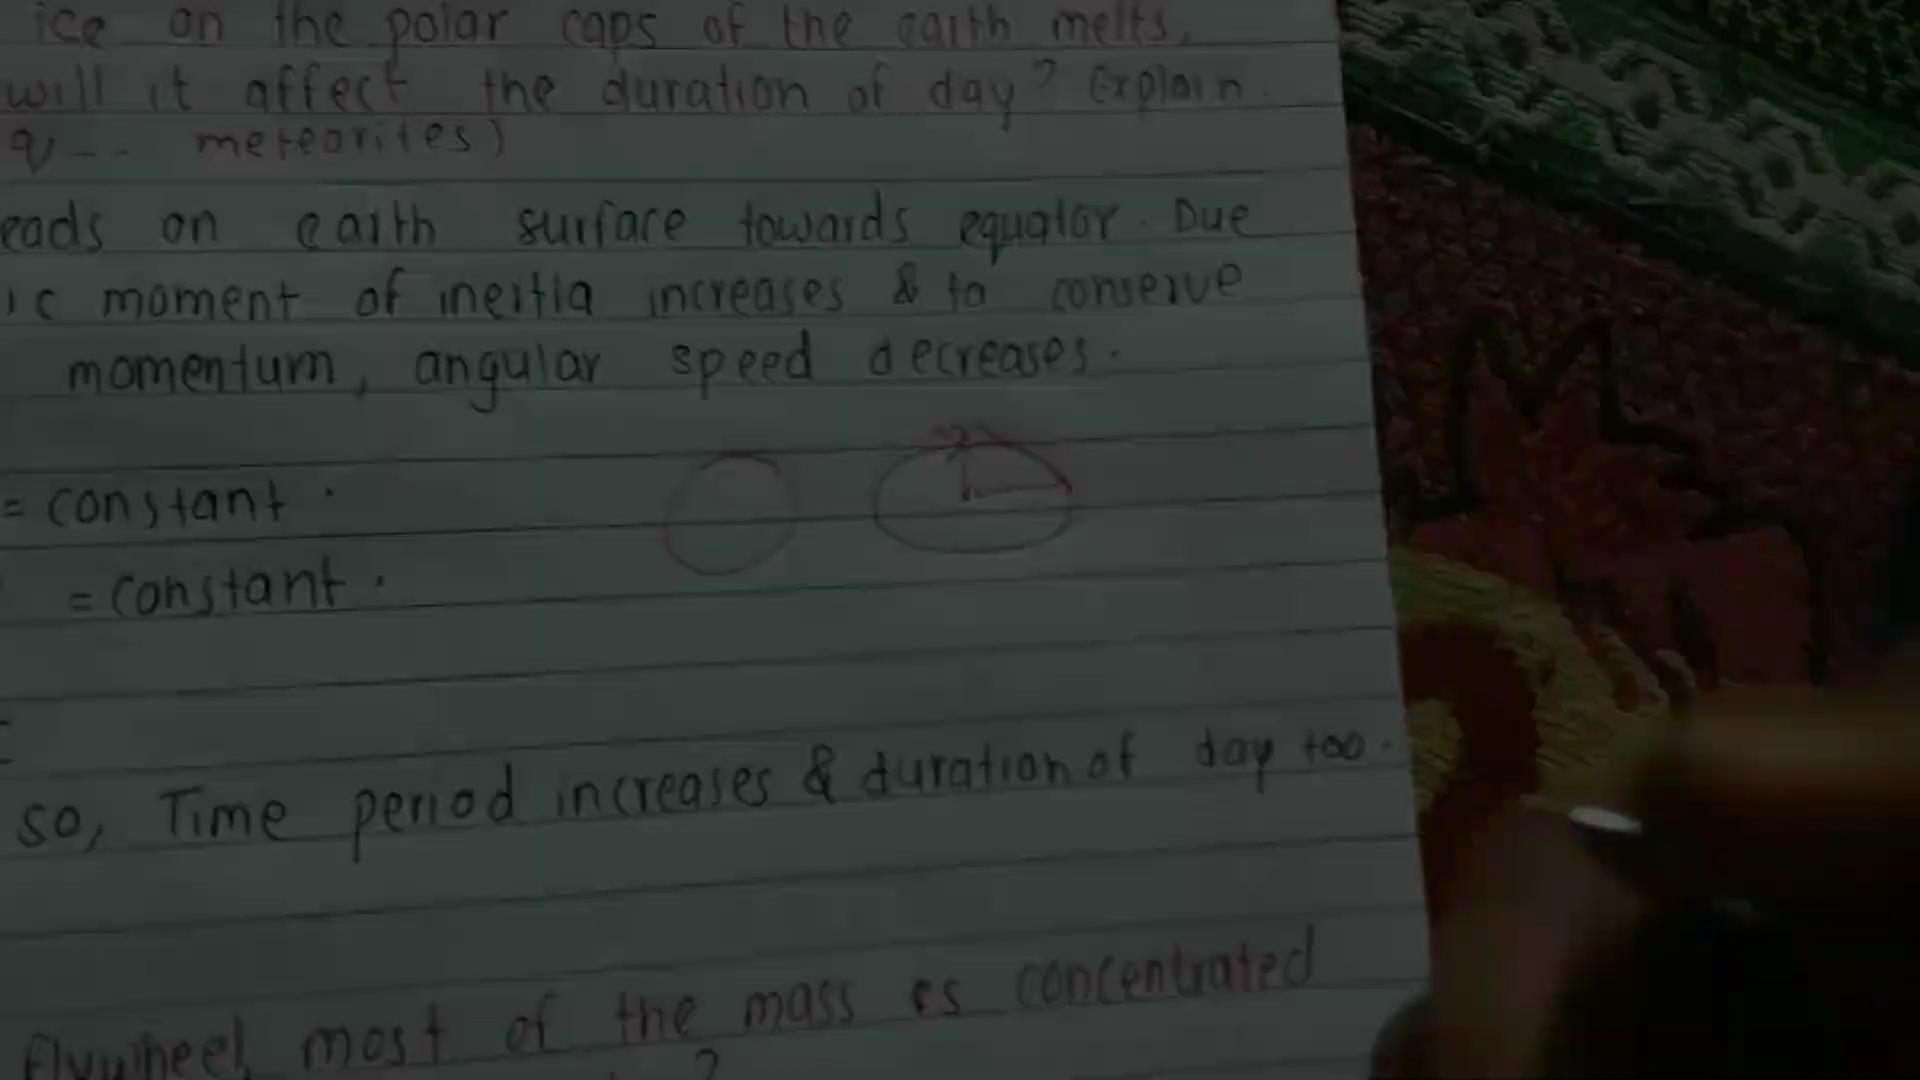 ice on the polar caps of the earth melts,
will it affect the duration of day? Explain.
meteorites)
eads on earth surface towards equator. Due
ic moment of inertia increases & to conserve
momentum, angular speed decreases.
= constant.
= constant.
so, Time period increases & duration of day too.
flywheel, most of the mass is concentrated
?